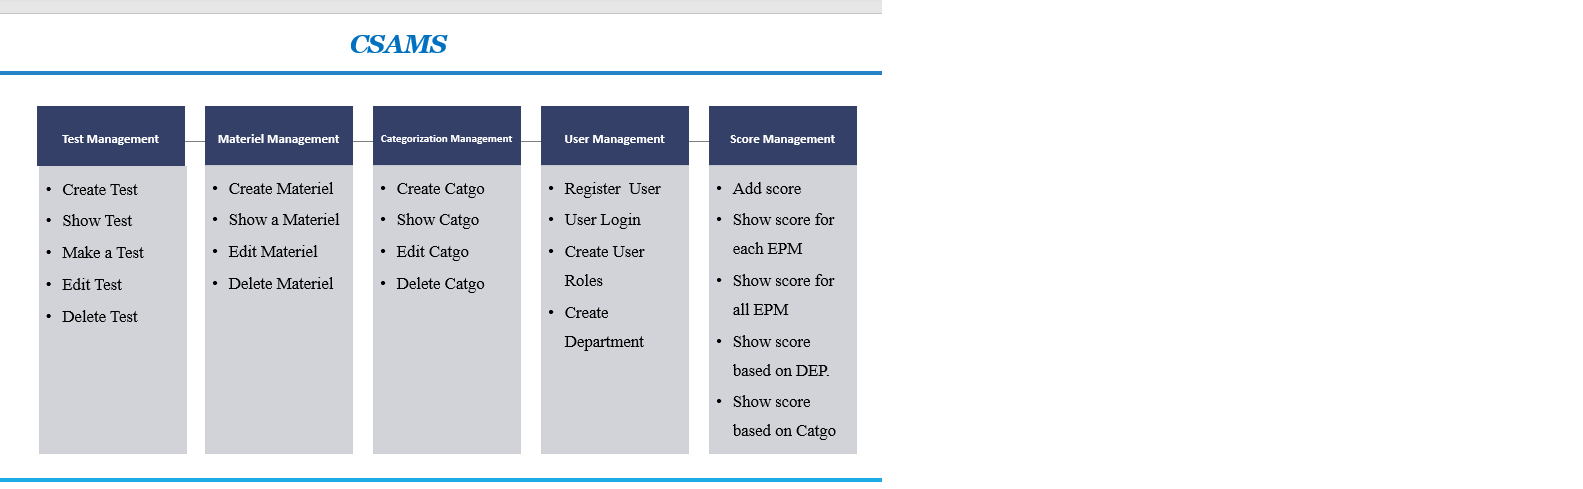 CSAMS
Test Management
• Create Test
• Show Test
• Make a Test
• Edit Test
• Delete Test
Materiel Management
• Create Materiel
• Show a Materiel
• Edit Materiel
• Delete Materiel
Categorization Management
• Create Catgo
• Show Catgo
• Edit Catgo
• Delete Catgo
User Management
• Register  User
• User Login
• Create User
Roles
• Create
Department
Score Management
• Add score
• Show score for
each EPM
• Show score for
all EPM
• Show score
based on DEP.
• Show score
based on Catgo